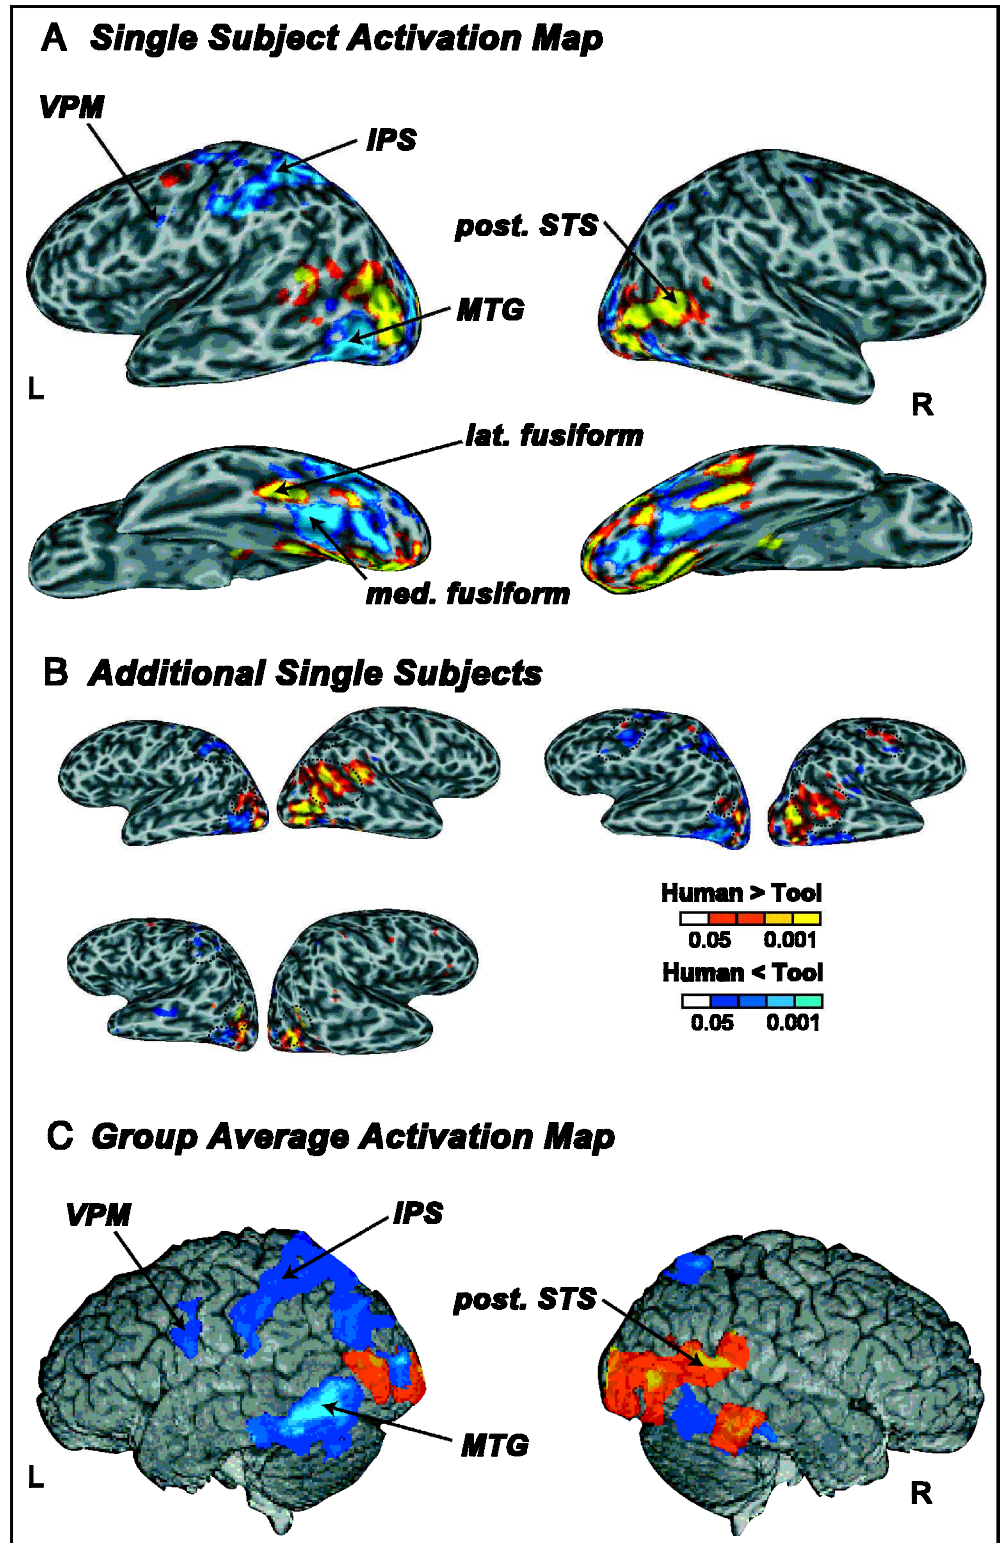 A Single Subject Activation Map
VPM
IPS
post. STS
MTG
L
R
lat. fusiform
med. fusiform
B Additional Single Subjects
Human > Tool
0.05 0.001
Human < Tool
0.05 0.001
C Group Average Activation Map
VPM
IPS
post. STS
MTG
L
R